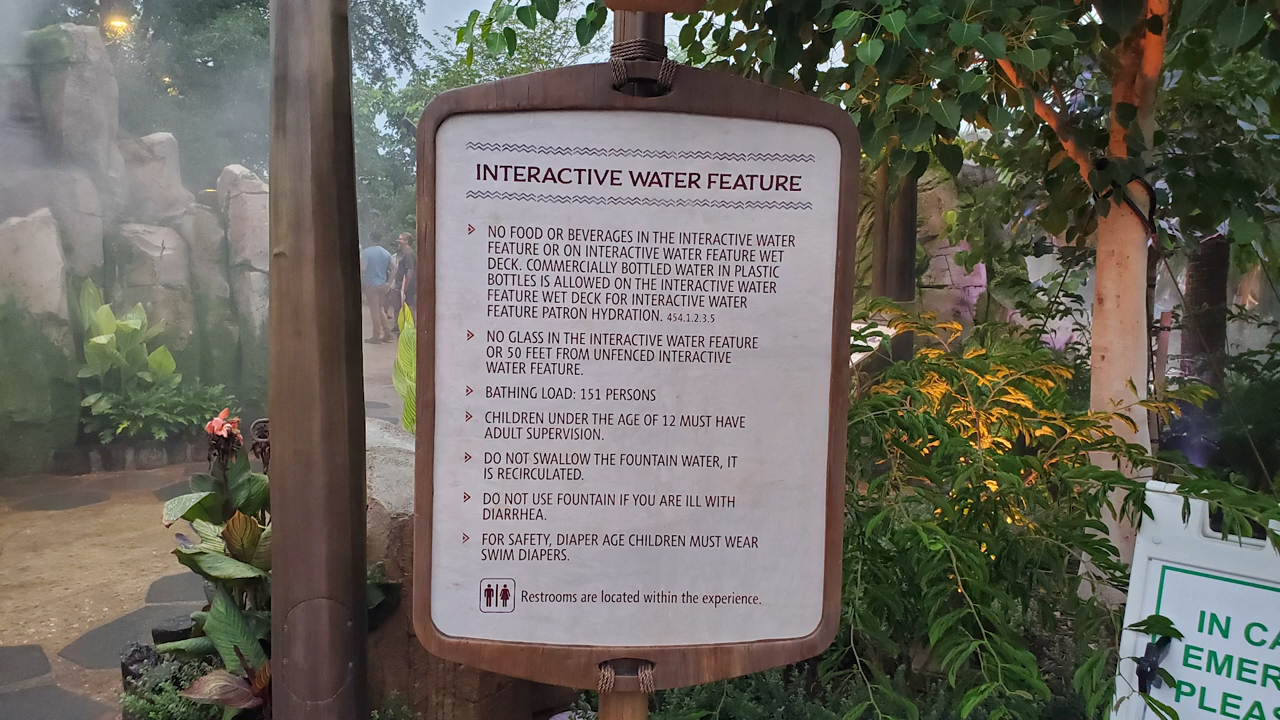 INTERACTIVE WATER FEATURE
NO FOOD OR BEVERAGES IN THE INTERACTIVE WATER
FEATURE OR ON INTERACTIVE WATER FEATURE WET
DECK. COMMERCIALLY BOTTLED WATER IN PLASTIC
BOTTLES IS ALLOWED ON THE INTERACTIVE WATER
FEATURE WET DECK FOR INTERACTIVE WATER
FEATURE PATRON HYDRATION. 454.1.2.3.5
NO GLASS IN THE INTERACTIVE WATER FEATURE
OR 50 FEET FROM UNFENCED INTERACTIVE
WATER FEATURE.
BATHING LOAD: 151 PERSONS
CHILDREN UNDER THE AGE OF 12 MUST HAVE
ADULT SUPERVISION.
DO NOT SWALLOW THE FOUNTAIN WATER, IT
IS RECIRCULATED.
DO NOT USE FOUNTAIN IF YOU ARE ILL WITH
DIARRHEA.
FOR SAFETY, DIAPER AGE CHILDREN MUST WEAR
SWIM DIAPERS.
Restrooms are located within the experience.
IN CA
EMER
PLEAS